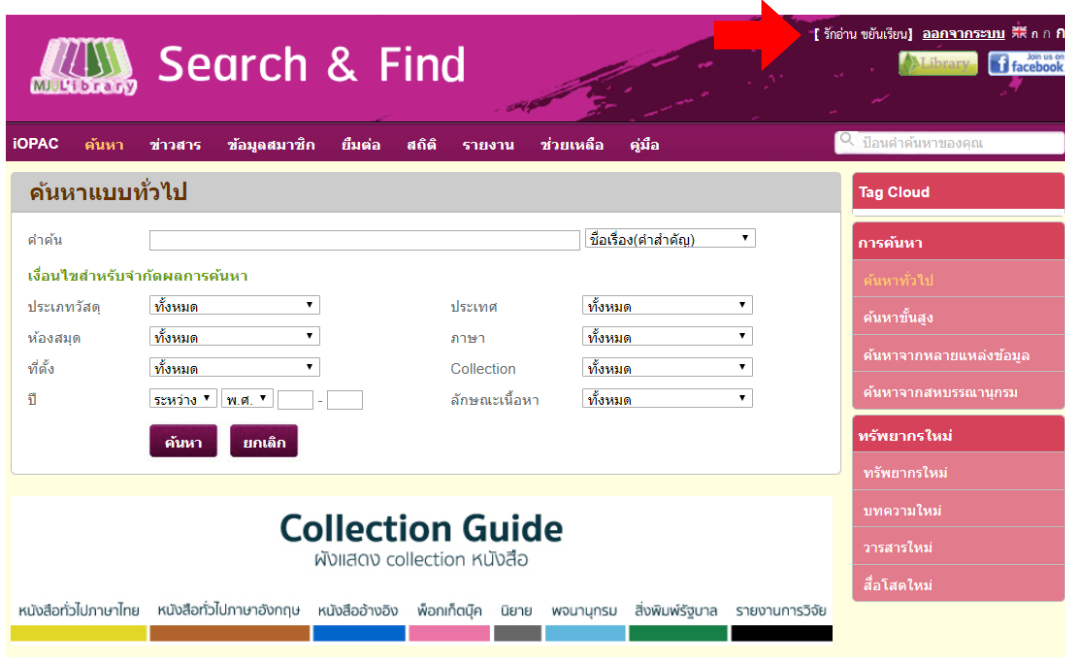 [ รักอ่าน ขยันเรียน] ออกจากระบบ ก ก ก
MJU Library
Search & Find
Library
Join us on facebook
iOPAC ค้นหา ข่าวสาร ข้อมูลสมาชิก ยืมต่อ สถิติ รายงาน ช่วยเหลือ คู่มือ
ป้อนคำค้นหาของคุณ
ค้นหาแบบทั่วไป
คำค้น ชื่อเรื่อง(คำสำคัญ)
เงื่อนไขสำหรับจำกัดผลการค้นหา
ประเภทวัสดุ ทั้งหมด ประเทศ ทั้งหมด
ห้องสมุด ทั้งหมด ภาษา ทั้งหมด
ที่ตั้ง ทั้งหมด Collection ทั้งหมด
ปี ระหว่าง พ.ศ. - ลักษณะเนื้อหา ทั้งหมด
ค้นหา ยกเลิก
Tag Cloud
การค้นหา
ค้นหาทั่วไป
ค้นหาขั้นสูง
ค้นหาจากหลายแหล่งข้อมูล
ค้นหาจากสหบรรณานุกรม
ทรัพยากรใหม่
ทรัพยากรใหม่
บทความใหม่
วารสารใหม่
สื่อโสตใหม่
Collection Guide
ผังแสดง collection หนังสือ
หนังสือทั่วไปภาษาไทย หนังสือทั่วไปภาษาอังกฤษ หนังสืออ้างอิง พ็อกเก็ตบุ๊ค นิยาย พจนานุกรม สิ่งพิมพ์รัฐบาล รายงานการวิจัย